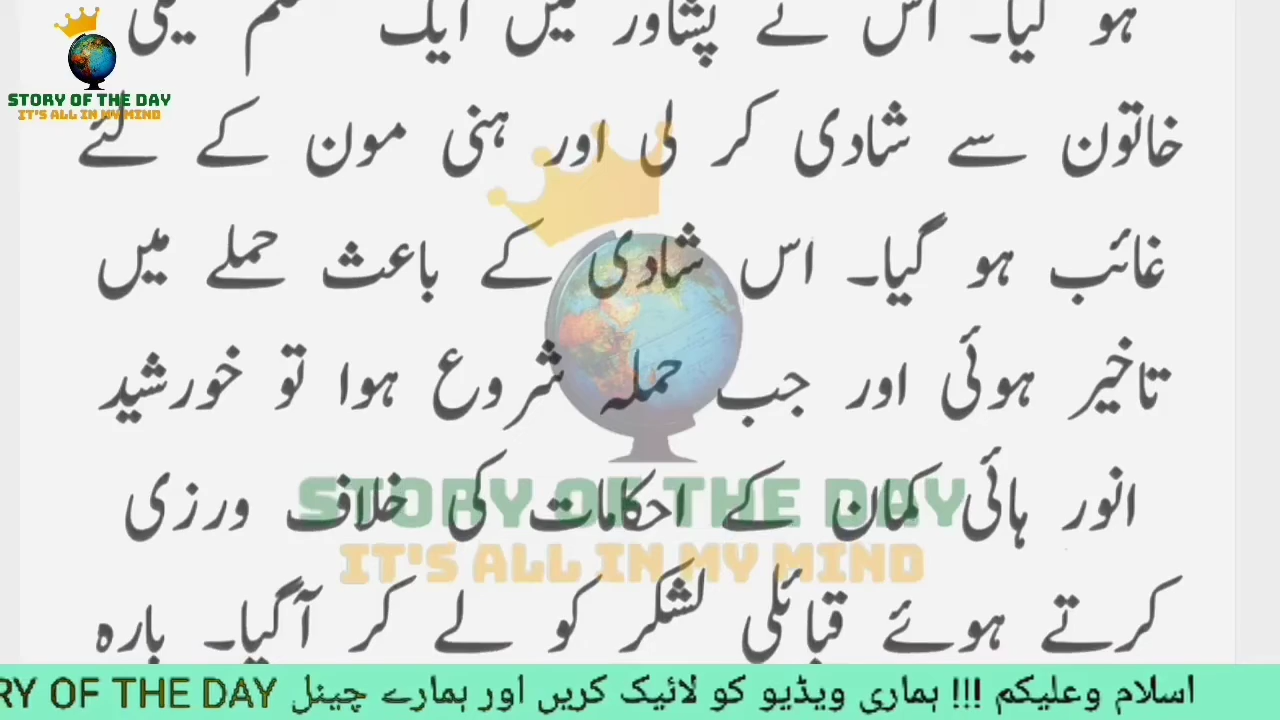 ہو گیا۔ اس نے پشاور میں ایک مسلم لیگی
خاتون سے شادی کر لی اور ہنی مون کے لئے
غائب ہو گیا۔ اس شادی کے باعث حملے میں
تاخیر ہوئی اور جب حملہ شروع ہوا تو خورشید
انور ہائی کمان کے احکامات کی خلاف ورزی
کرتے ہوئے قبائلی لشکر کو لے کر آگیا۔ بارہ
STORY OF THE DAY
IT'S ALL IN MY MIND
STORY OF THE DAY
IT'S ALL IN MY MIND
اسلام وعلیکم !!! ہماری ویڈیو کو لائیک کریں اور ہمارے چینل RY OF THE DAY